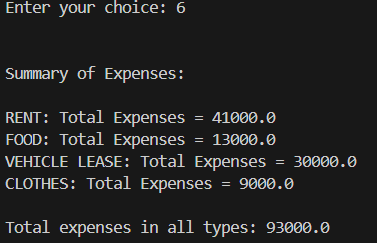 Enter your choice: 6
Summary of Expenses:
RENT: Total Expenses = 41000.0
FOOD: Total Expenses = 13000.0
VEHICLE LEASE: Total Expenses = 30000.0
CLOTHES: Total Expenses = 9000.0
Total expenses in all types: 93000.0